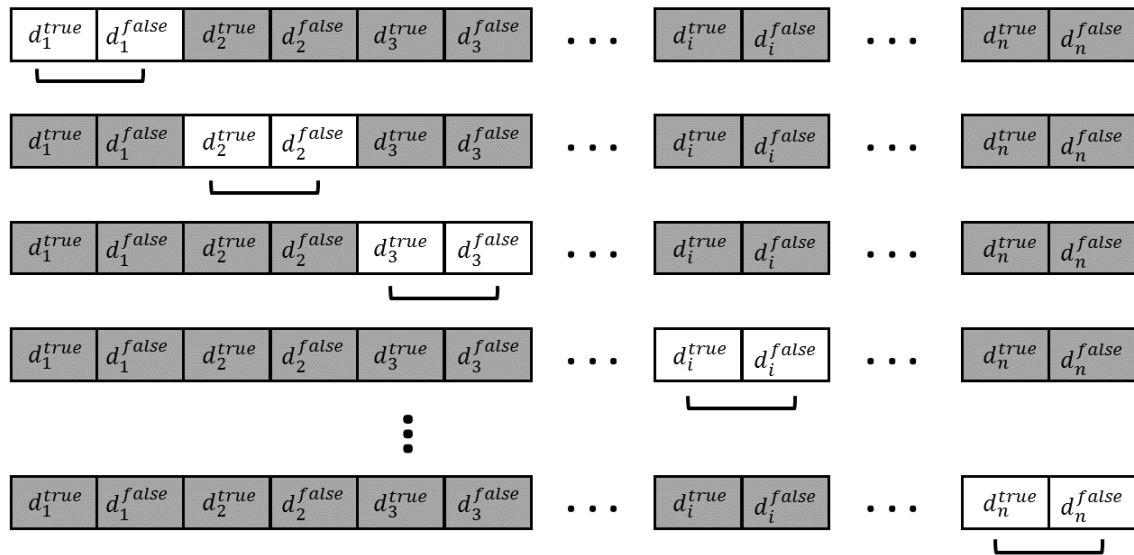 d_1^{true} d_1^{false} d_2^{true} d_2^{false} d_3^{true} d_3^{false} ... d_i^{true} d_i^{false} ... d_n^{true} d_n^{false}
d_1^{true} d_1^{false} d_2^{true} d_2^{false} d_3^{true} d_3^{false} ... d_i^{true} d_i^{false} ... d_n^{true} d_n^{false}
d_1^{true} d_1^{false} d_2^{true} d_2^{false} d_3^{true} d_3^{false} ... d_i^{true} d_i^{false} ... d_n^{true} d_n^{false}
d_1^{true} d_1^{false} d_2^{true} d_2^{false} d_3^{true} d_3^{false} ... d_i^{true} d_i^{false} ... d_n^{true} d_n^{false}
⋮
d_1^{true} d_1^{false} d_2^{true} d_2^{false} d_3^{true} d_3^{false} ... d_i^{true} d_i^{false} ... d_n^{true} d_n^{false}